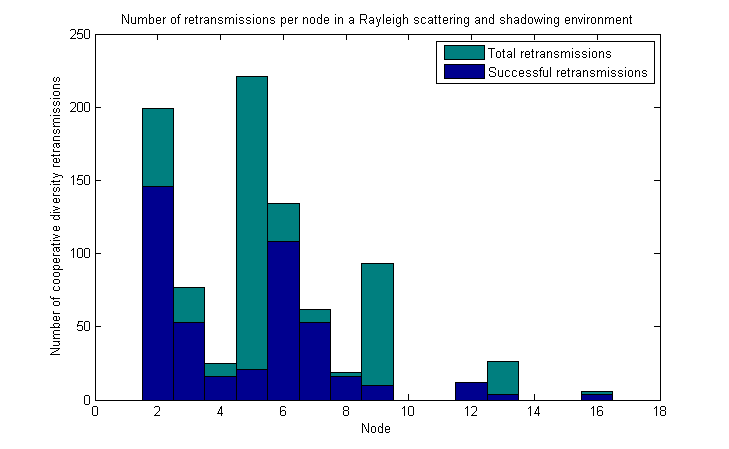 Number of retransmissions per node in a Rayleigh scattering and shadowing environment
250
200
150
100
50
0
Number of cooperative diversity retransmissions
Total retransmissions
Successful retransmissions
0 2 4 6 8 10 12 14 16 18
Node